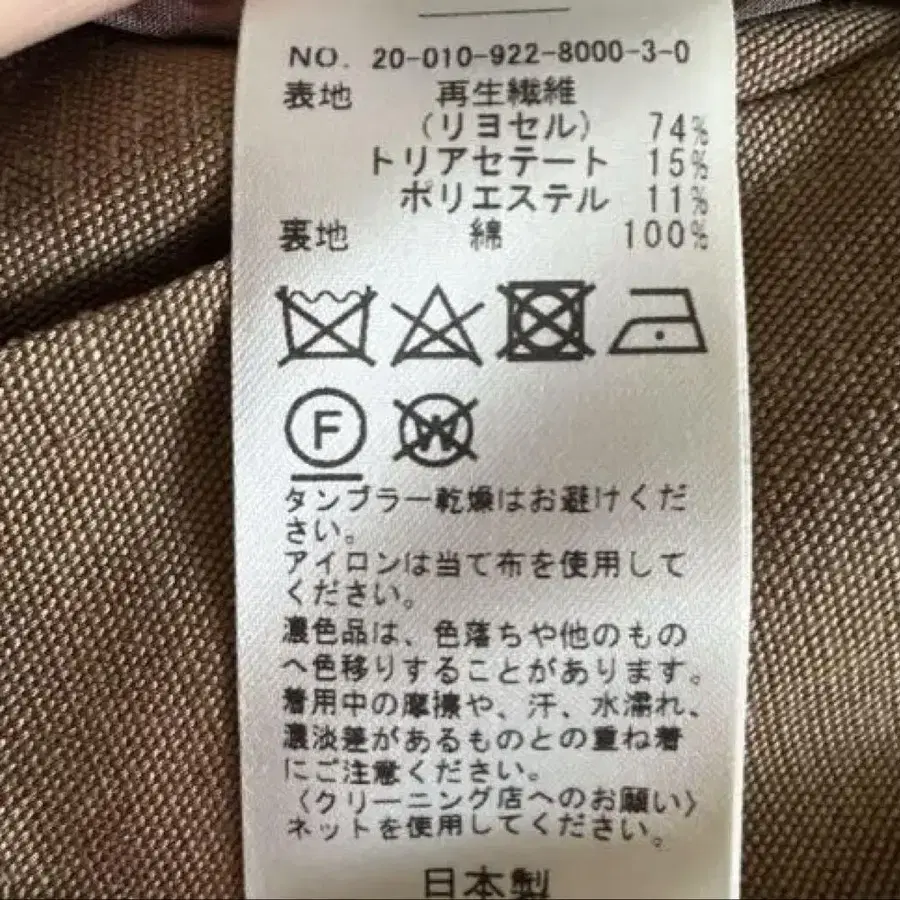 NO. 20-010-922-8000-3-0
表地 再生繊維
(リヨセル) 74%
トリアセテート 15%
ポリエステル 11%
裏地 綿 100%
F W
タンブラー乾燥はお避けくだ
さい。
アイロンは当て布を使用して
ください。
濃色品は、色落ちや他のもの
へ色移りすることがあります。
着用中の摩擦や、汗、水濡れ、
濃淡差があるものとの重ね着
にご注意ください。
〈クリーニング店へのお願い〉
ネットを使用してください。
日本製